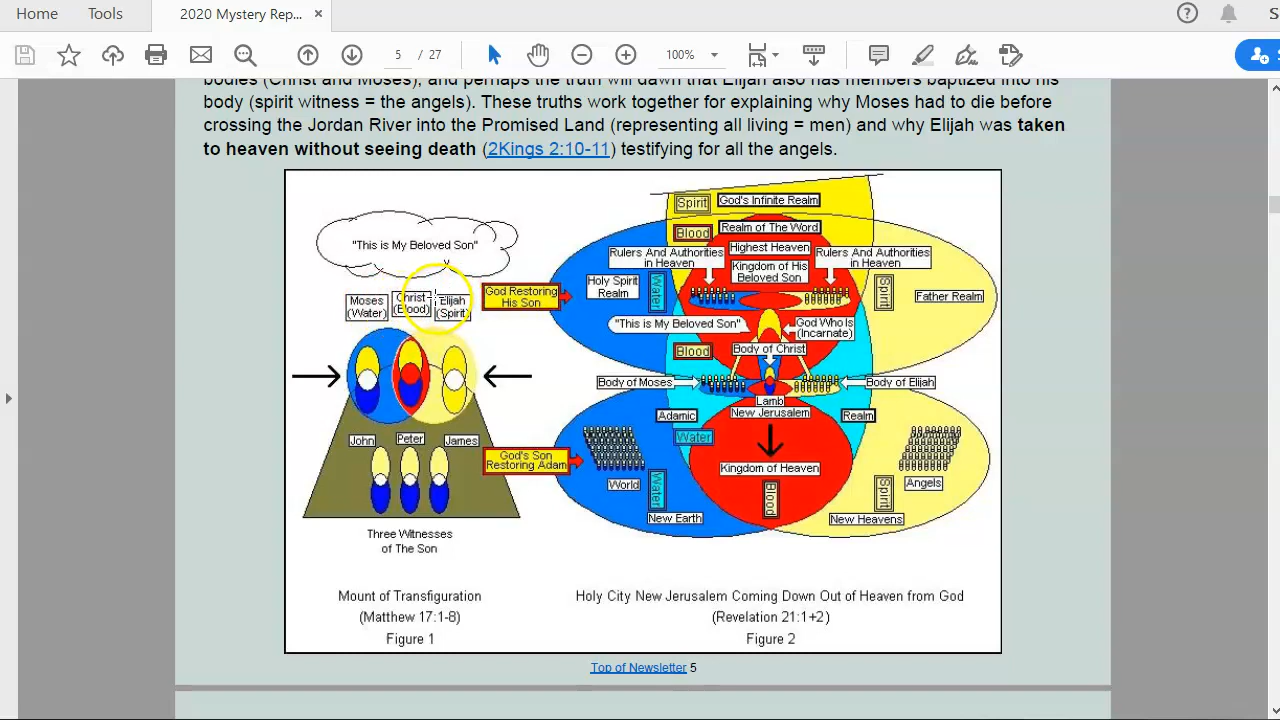 Home Tools 2020 Mystery Rep... ×
5 / 27 100%
bodies (Christ and Moses), and perhaps the truth will dawn that Elijah also has members baptized into his
body (spirit witness = the angels). These truths work together for explaining why Moses had to die before
crossing the Jordan River into the Promised Land (representing all living = men) and why Elijah was taken
to heaven without seeing death (2Kings 2:10-11) testifying for all the angels.
"This is My Beloved Son"
Moses
(Water)
Christ
(Blood)
Elijah
(Spirit)
John
Peter
James
Three Witnesses
of The Son
Mount of Transfiguration
(Matthew 17:1-8)
Figure 1
God Restoring
His Son
God's Son
Restoring Adam
Spirit
God's Infinite Realm
Blood
Realm of The Word
Rulers And Authorities
in Heaven
Highest Heaven
Rulers And Authorities
in Heaven
Kingdom of His
Beloved Son
Holy Spirit
Realm
Water
Spirit
Father Realm
"This is My Beloved Son"
God Who Is
(Incarnate)
Blood
Body of Christ
Body of Moses
Body of Elijah
Lamb
New Jerusalem
Adamic
Realm
Water
Kingdom of Heaven
World
Water
Blood
Spirit
Angels
New Earth
New Heavens
Holy City New Jerusalem Coming Down Out of Heaven from God
(Revelation 21:1+2)
Figure 2
Top of Newsletter 5